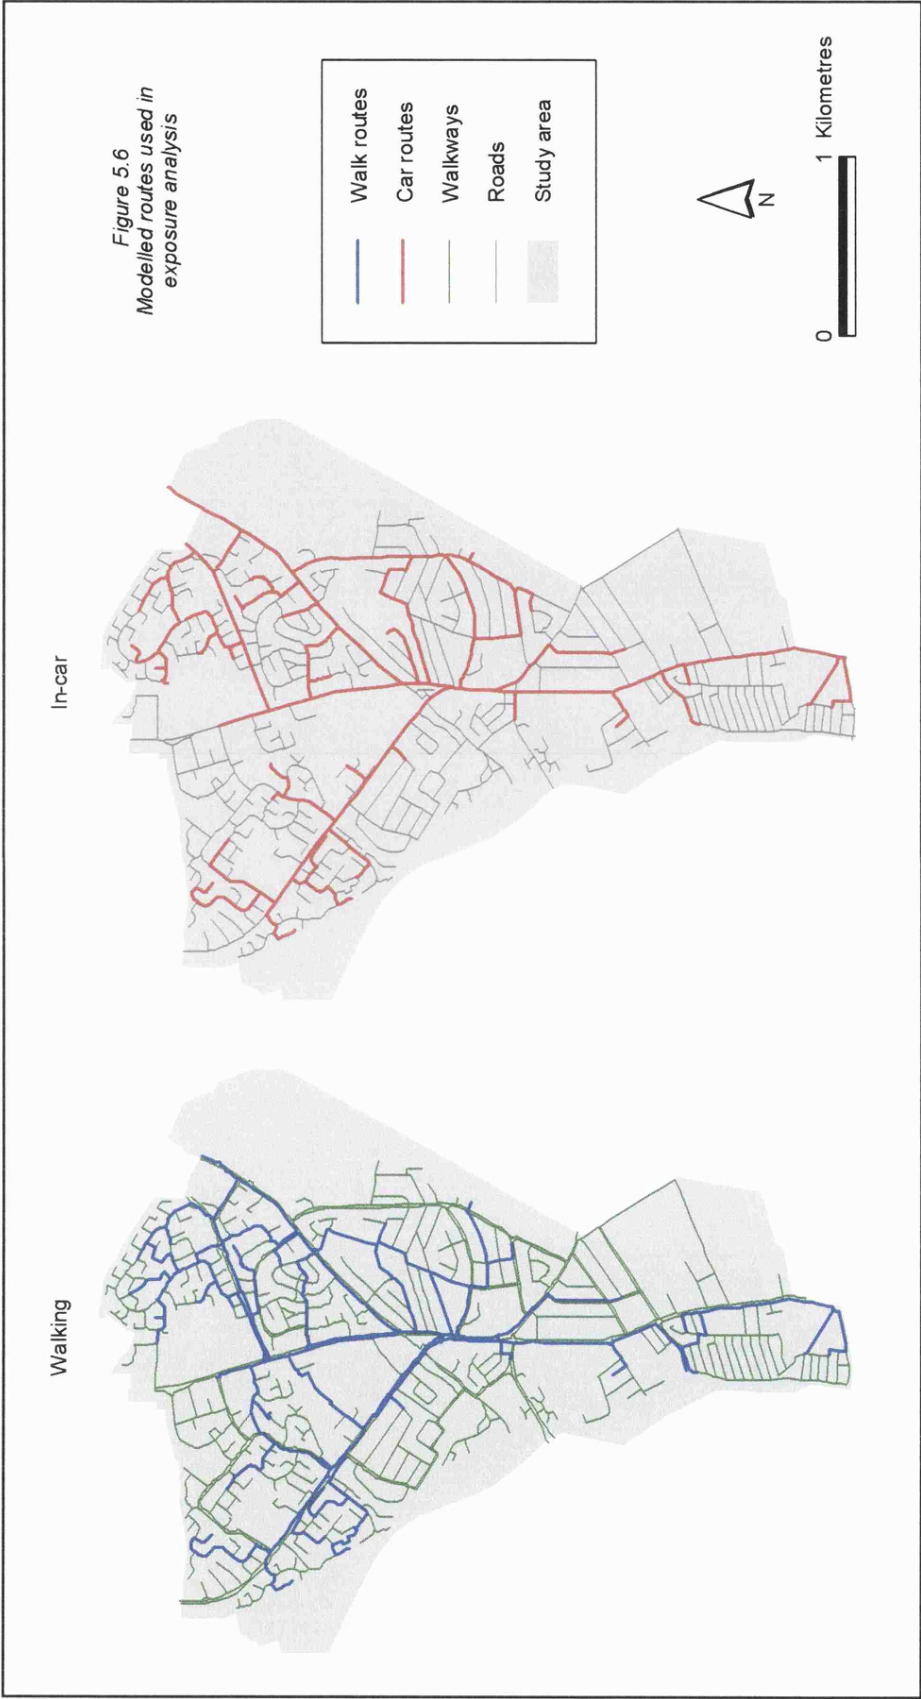 Figure 5.6
Modelled routes used in
exposure analysis
Walking
In-car
Walk routes
Car routes
Walkways
Roads
Study area
N
0 1 Kilometres